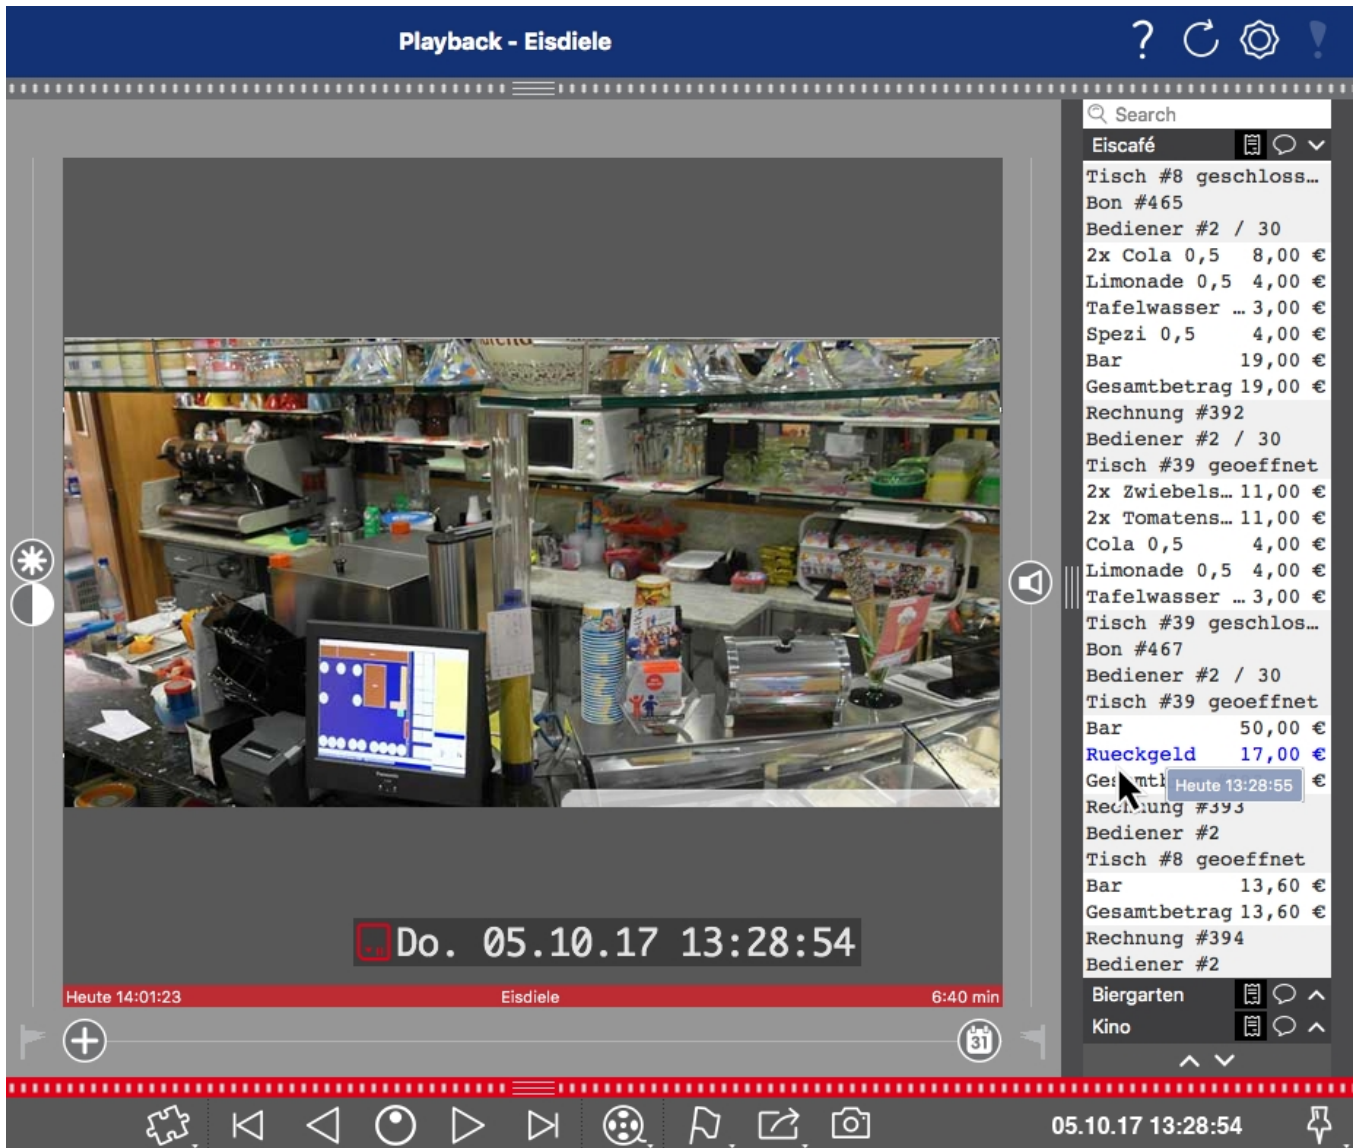 Playback - Eisdiele
Search
Eiscafé
Tisch #8 geschloss…
Bon #465
Bediener #2 / 30
2x Cola 0,5 8,00 €
Limonade 0,5 4,00 €
Tafelwasser … 3,00 €
Spezi 0,5 4,00 €
Bar 19,00 €
Gesamtbetrag 19,00 €
Rechnung #392
Bediener #2 / 30
Tisch #39 geoeffnet
2x Zwiebels… 11,00 €
2x Tomatens… 11,00 €
Cola 0,5 4,00 €
Limonade 0,5 4,00 €
Tafelwasser … 3,00 €
Tisch #39 geschlos…
Bon #467
Bediener #2 / 30
Tisch #39 geoeffnet
Bar 50,00 €
Rueckgeld 17,00 €
€
Heute 13:28:55
Rechnung #393
Bediener #2
Tisch #8 geoeffnet
Bar 13,60 €
Gesamtbetrag 13,60 €
Rechnung #394
Bediener #2
Biergarten
Kino
Do. 05.10.17 13:28:54
Heute 14:01:23 Eisdiele 6:40 min
31
05.10.17 13:28:54